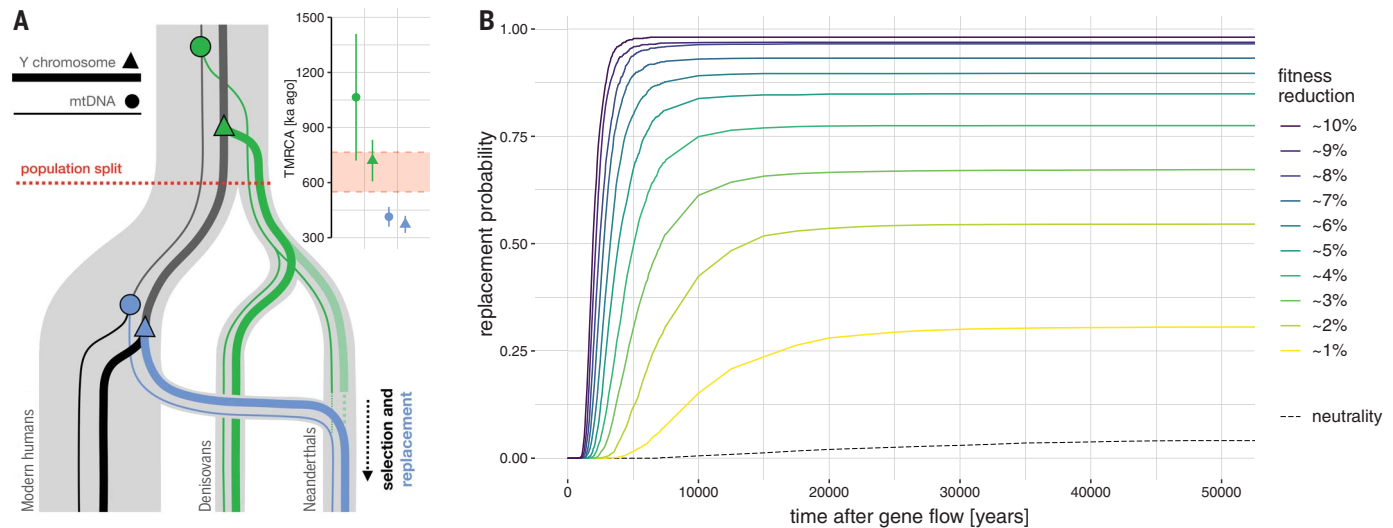 A
Y chromosome
mtDNA
population split
TMRCA [ka ago]
1500
1200
900
600
300
Modern humans
Denisovans
Neanderthals
selection and
replacement
B
replacement probability
1.00
0.75
0.50
0.25
0.00
0
10000
20000
30000
40000
50000
time after gene flow [years]
fitness
reduction
~10%
~9%
~8%
~7%
~6%
~5%
~4%
~3%
~2%
~1%
neutrality